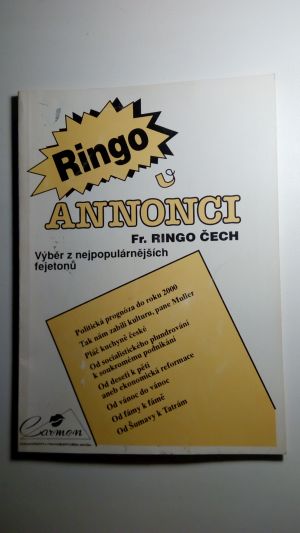 Ringo
v
ANNONCI
Fr. RINGO ČECH
Výběr z nejpopulárnějších
fejetonů
Politická prognóza do roku 2000
Tak nám zabili kulturu, pane Muller
Pláč kuchyně české
Od socialistického plundrování
k soukromému podnikání
Od deseti k pěti
aneb ekonomická reformace
Od vánoc do vánoc
Od fámy k fámě
Od Šumavy k Tatrám
Carmen